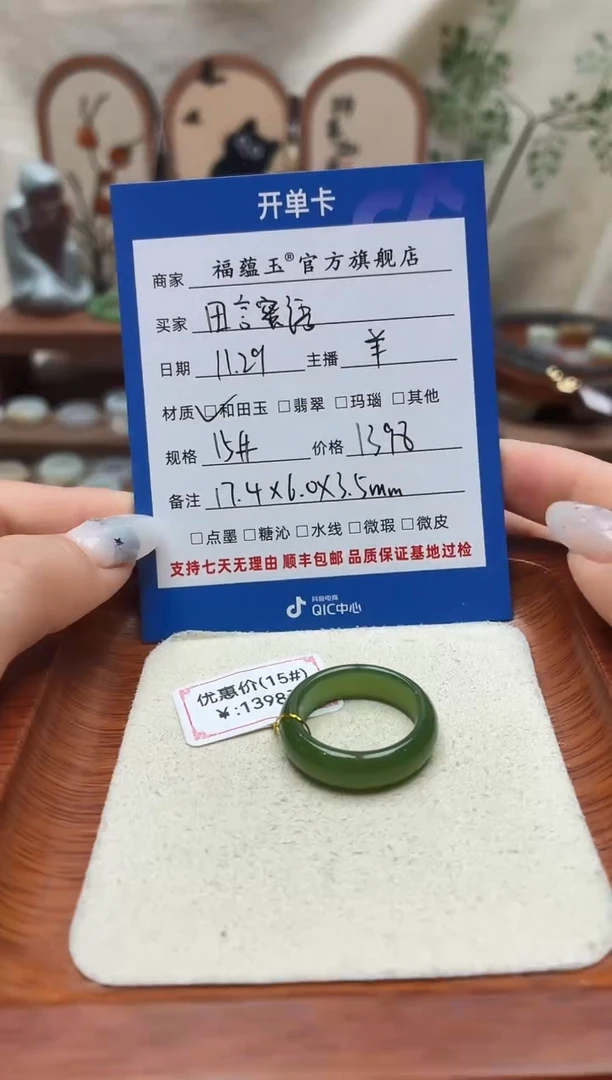 开单卡
商家 福蕴玉®官方旗舰店
买家 田言蜜语
日期 11.29 主播 羊
材质 ☑和田玉 □翡翠 □玛瑙 □其他
规格 15# 价格 1398
备注 17.4×6.0×3.5mm
□点墨 □糖沁 □水线 □微瑕 □微皮
支持七天无理由 顺丰包邮 品质保证基地过检
抖音电商
QIC中心
优惠价(15#)
¥:1398